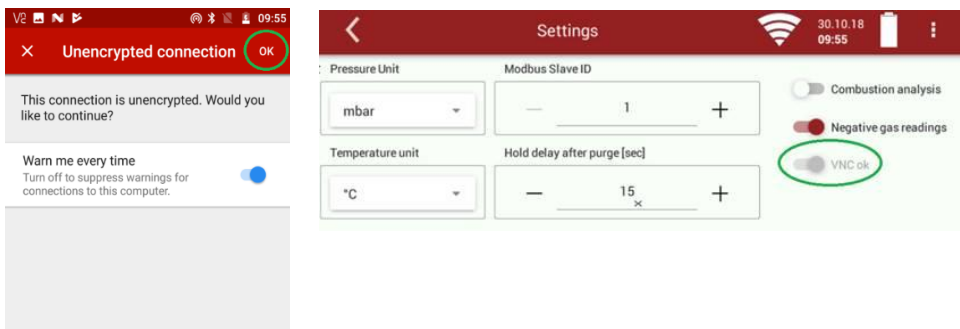 09:55
Unencrypted connection
OK
This connection is unencrypted. Would you
like to continue?
Warn me every time
Turn off to suppress warnings for
connections to this computer.
Settings
30.10.18
09:55
Pressure Unit
Modbus Slave ID
mbar
1
Combustion analysis
Negative gas readings
Temperature unit
Hold delay after purge [sec]
VNC ok
°C
15